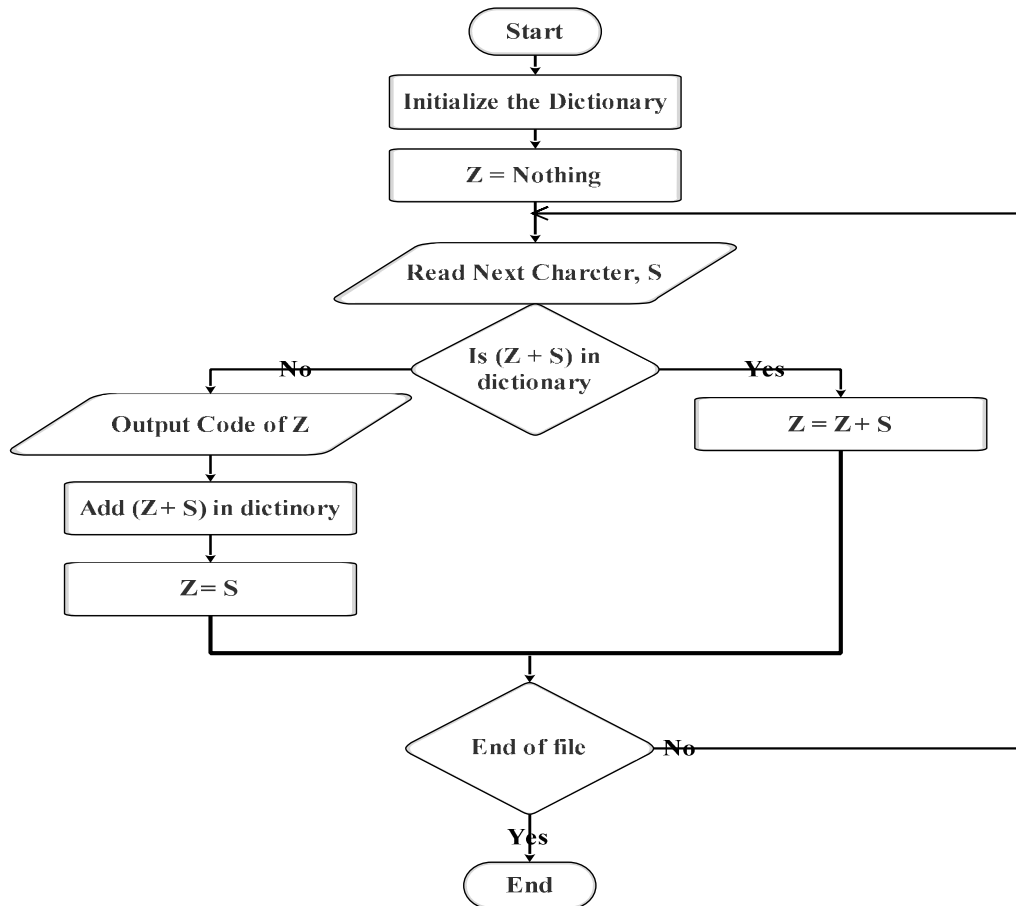 Start
Initialize the Dictionary
Z = Nothing
Read Next Charcter, S
Is (Z + S) in
dictionary
No
Yes
Output Code of Z
Z = Z+ S
Add (Z+ S) in dictinory
Z= S
End of file
No
Yes
End